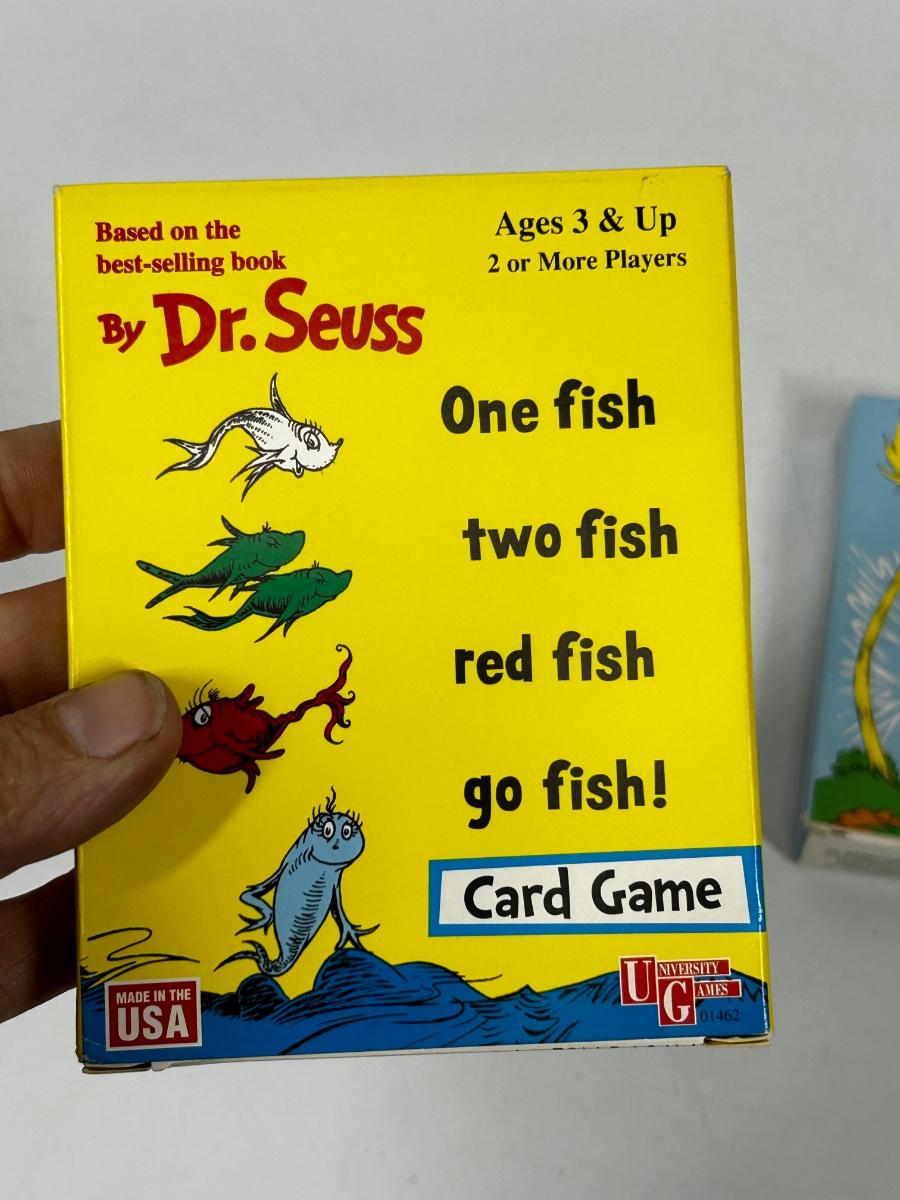 Based on the
best-selling book
By Dr. Seuss
Ages 3 & Up
2 or More Players
One fish
two fish
red fish
go fish!
Card Game
MADE IN THE
USA
UNIVERSITY
GAMES
01462